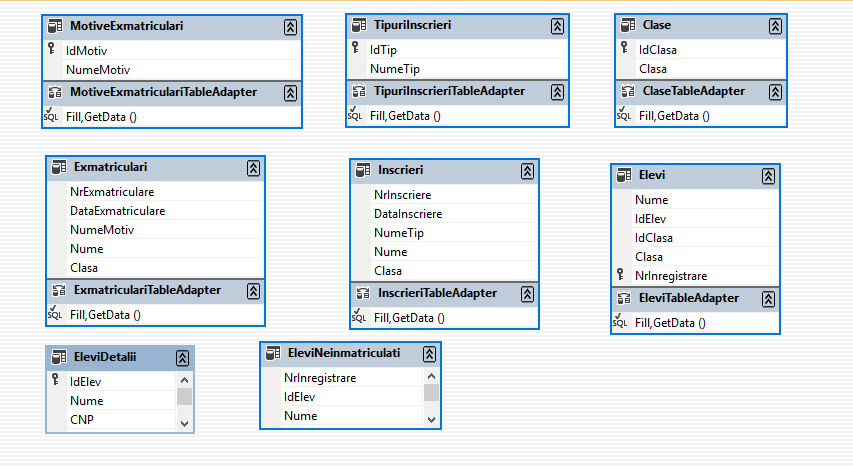 MotiveExmatriculari
IdMotiv
NumeMotiv
MotiveExmatriculariTableAdapter
SQL Fill,GetData ()
TipuriInscrieri
IdTip
NumeTip
TipuriInscrieriTableAdapter
SQL Fill,GetData ()
Clase
IdClasa
Clasa
ClaseTableAdapter
SQL Fill,GetData ()
Exmatriculari
NrExmatriculare
DataExmatriculare
NumeMotiv
Nume
Clasa
ExmatriculariTableAdapter
SQL Fill,GetData ()
Inscrieri
NrInscriere
DataInscriere
NumeTip
Nume
Clasa
InscrieriTableAdapter
SQL Fill,GetData ()
Elevi
Nume
IdElev
IdClasa
Clasa
NrInregistrare
EleviTableAdapter
SQL Fill,GetData ()
EleviDetalii
IdElev
Nume
CNP
EleviNeinmatriculati
NrInregistrare
IdElev
Nume